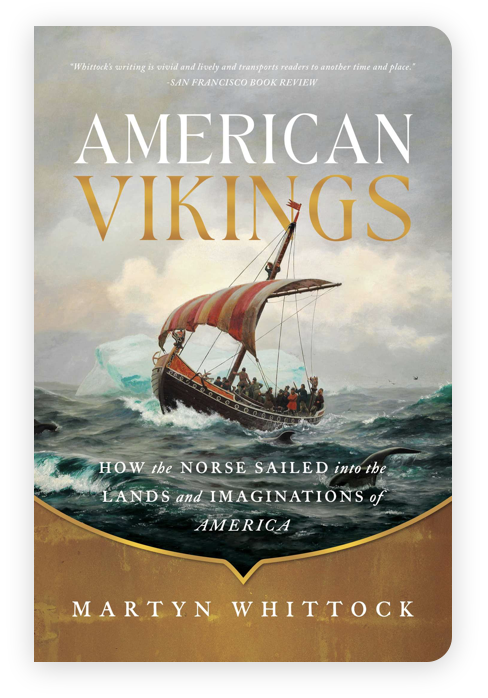 "Whittock's writing is vivid and lively and transports readers to another time and place."
-SAN FRANCISCO BOOK REVIEW
AMERICAN
VIKINGS
HOW the NORSE SAILED into the
LANDS and IMAGINATIONS of
AMERICA
MARTYN WHITTOCK